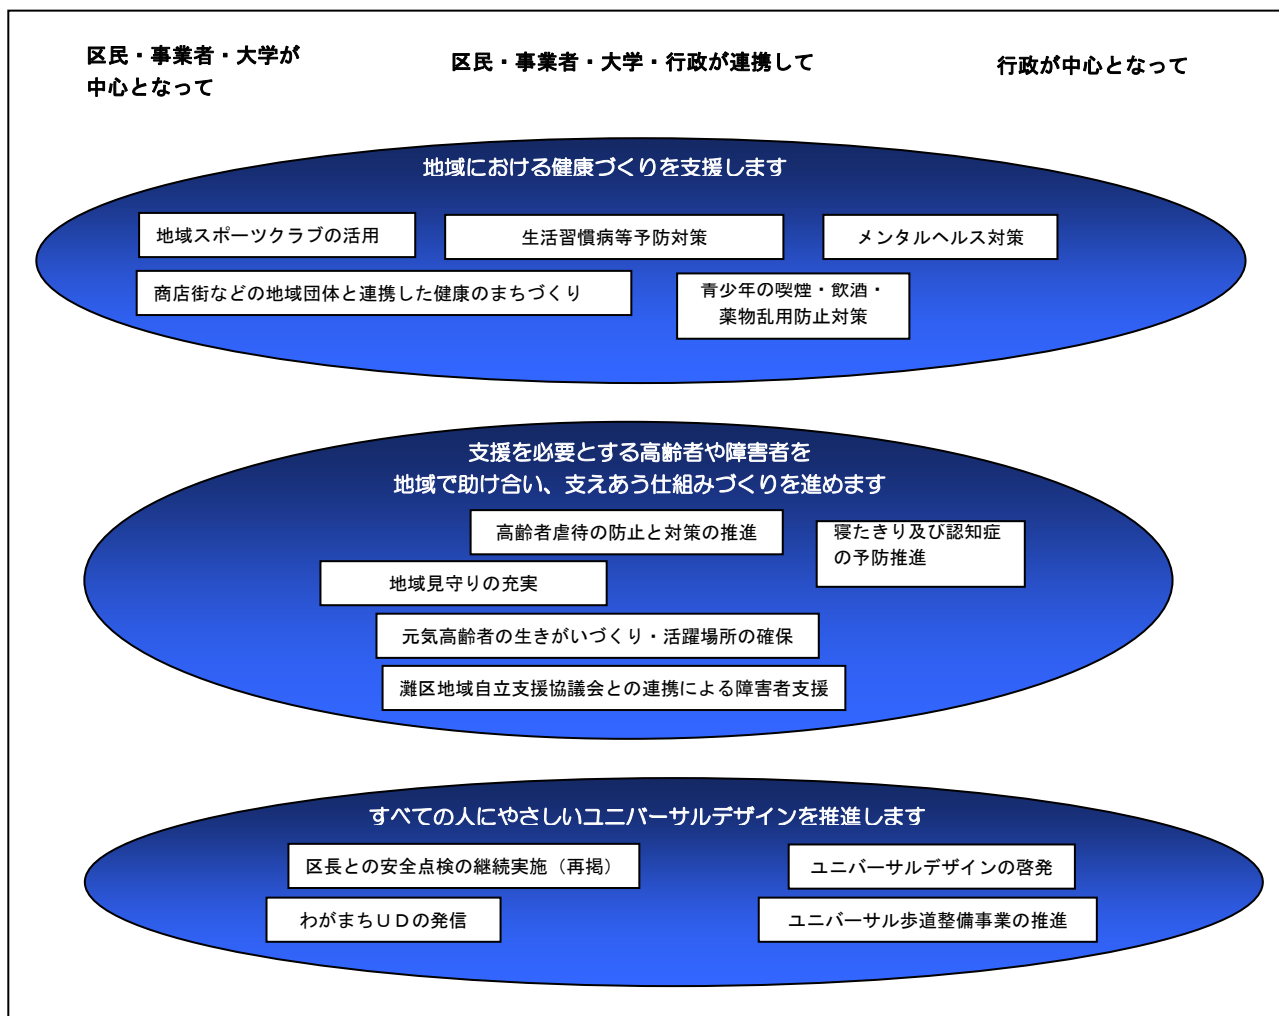 区民・事業者・大学が
中心となって
区民・事業者・大学・行政が連携して
行政が中心となって
地域における健康づくりを支援します
地域スポーツクラブの活用
生活習慣病等予防対策
メンタルヘルス対策
商店街などの地域団体と連携した健康のまちづくり
青少年の喫煙・飲酒・
薬物乱用防止対策
支援を必要とする高齢者や障害者を
地域で助け合い、支えあう仕組みづくりを進めます
高齢者虐待の防止と対策の推進
寝たきり及び認知症
の予防推進
地域見守りの充実
元気高齢者の生きがいづくり・活躍場所の確保
灘区地域自立支援協議会との連携による障害者支援
すべての人にやさしいユニバーサルデザインを推進します
区長との安全点検の継続実施（再掲）
ユニバーサルデザインの啓発
わがまちＵＤの発信
ユニバーサル歩道整備事業の推進